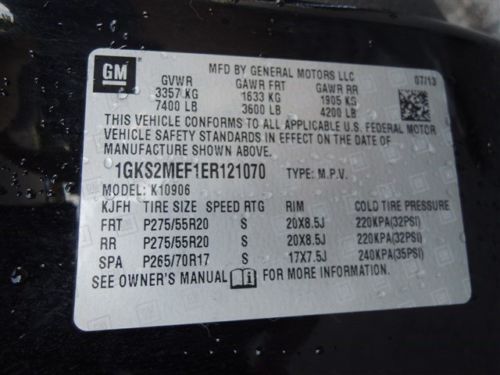 GM
MFD BY GENERAL MOTORS LLC
07/13
GVWR GAWR FRT GAWR RR
3357 KG 1633 KG 1905 KG
7400 LB 3600 LB 4200 LB
THIS VEHICLE CONFORMS TO ALL APPLICABLE U.S. FEDERAL MOTOR
VEHICLE SAFETY STANDARDS IN EFFECT ON THE DATE OF
MANUFACTURE SHOWN ABOVE.
1GKS2MEF1ER121070 TYPE: M.P.V.
MODEL: K10906
KJFH TIRE SIZE SPEED RTG RIM COLD TIRE PRESSURE
FRT P275/55R20 S 20X8.5J 220KPA(32PSI)
RR P275/55R20 S 20X8.5J 220KPA(32PSI)
SPA P265/70R17 S 17X7.5J 240KPA(35PSI)
SEE OWNER'S MANUAL FOR MORE INFORMATION.